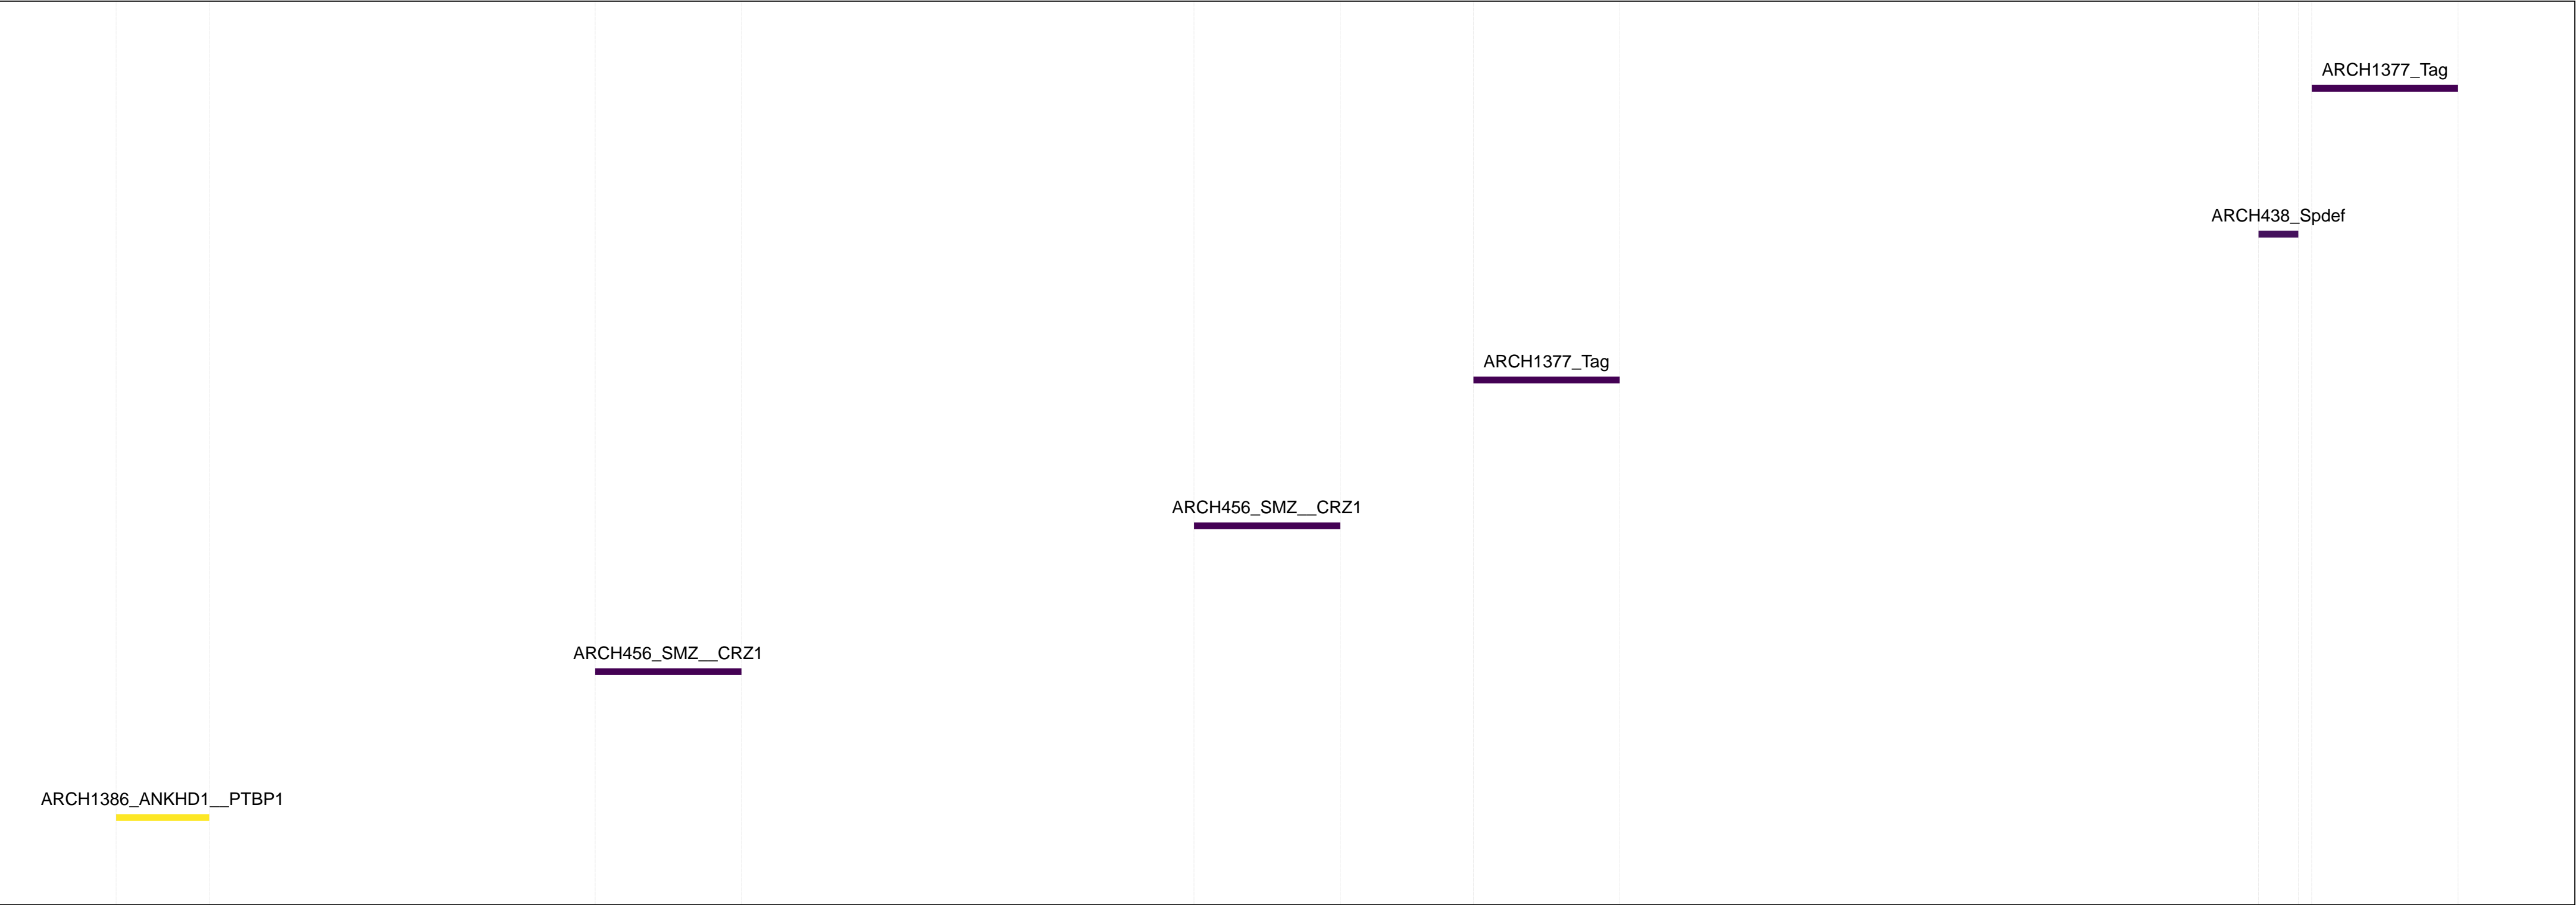 ARCH1377_Tag
ARCH438_Spdef
ARCH1377_Tag
ARCH456_SMZ__CRZ1
ARCH456_SMZ__CRZ1
ARCH1386_ANKHD1__PTBP1